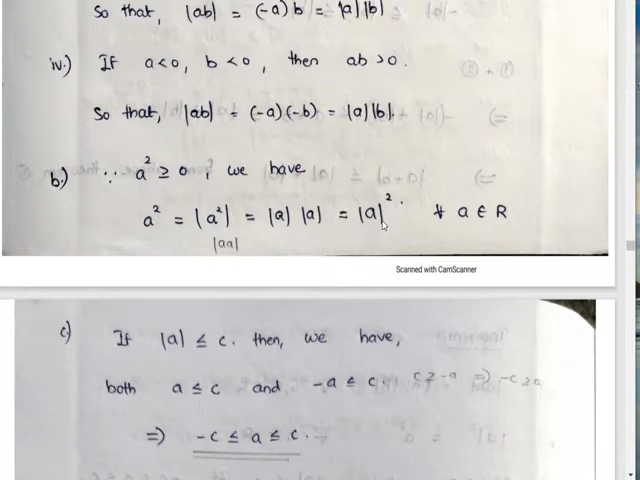 So that, |ab| = (-a)b = |a||b|
iv.) If a<0, b<0, then ab>0.
So that, |ab| = (-a)(-b) = |a||b|.
b.) ∵ a² ≥ 0, we have
a² = |a²| = |a| |a| = |a|². ∀ a ∈ R
|aa|
Scanned with CamScanner
c.) If |a| ≤ c. then, we have,
both a ≤ c and -a ≤ c. c ≥ -a => -c ≥ a
=> -c ≤ a ≤ c.